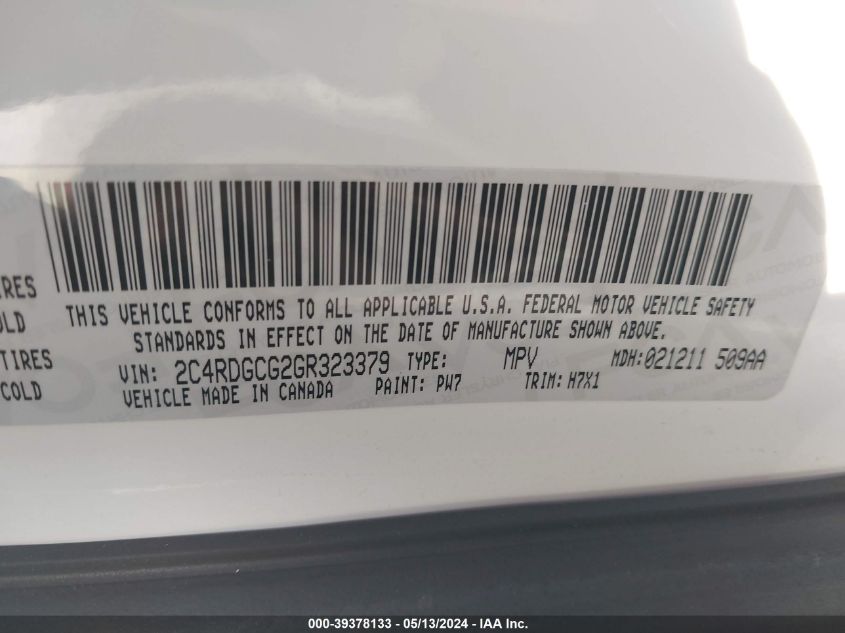 IRES
OLD
TIRES
COLD
THIS VEHICLE CONFORMS TO ALL APPLICABLE U.S.A. FEDERAL MOTOR VEHICLE SAFETY
STANDARDS IN EFFECT ON THE DATE OF MANUFACTURE SHOWN ABOVE.
VIN: 2C4RDGCG2GR323379 TYPE: MPV MDH:021211 509AA
VEHICLE MADE IN CANADA PAINT: PW7 TRIM: H7X1
000-39378133 - 05/13/2024 - IAA Inc.